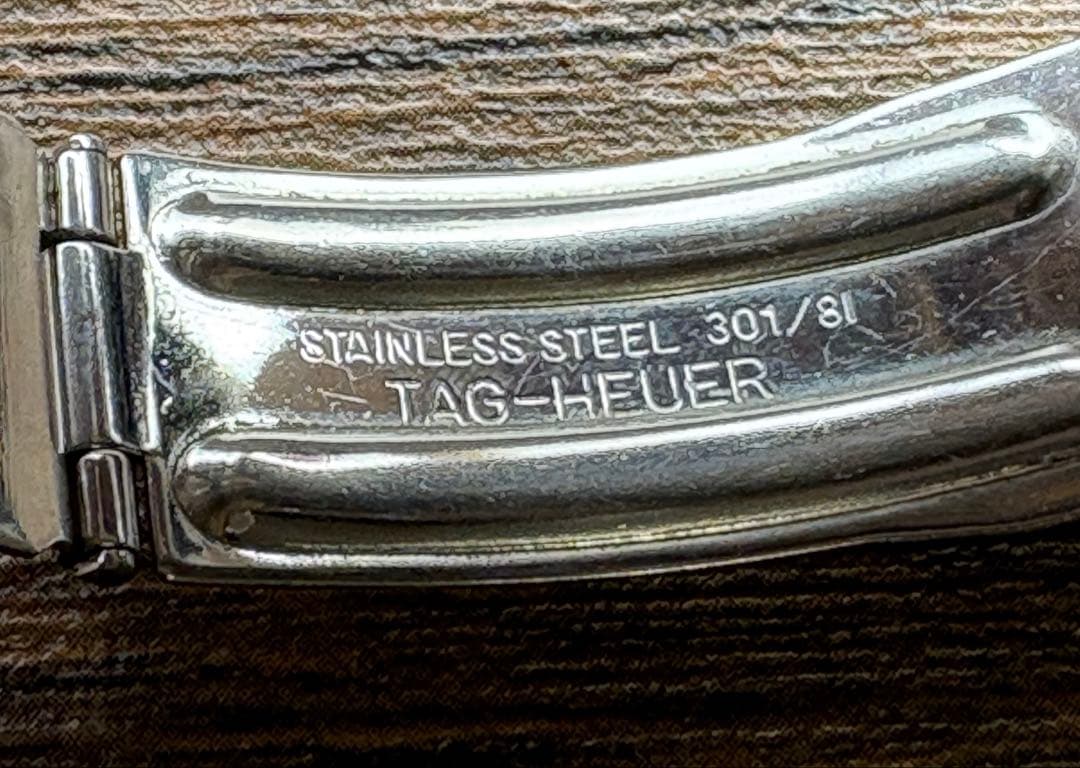 STAINLESS STEEL 301/81
TAG-HEUER